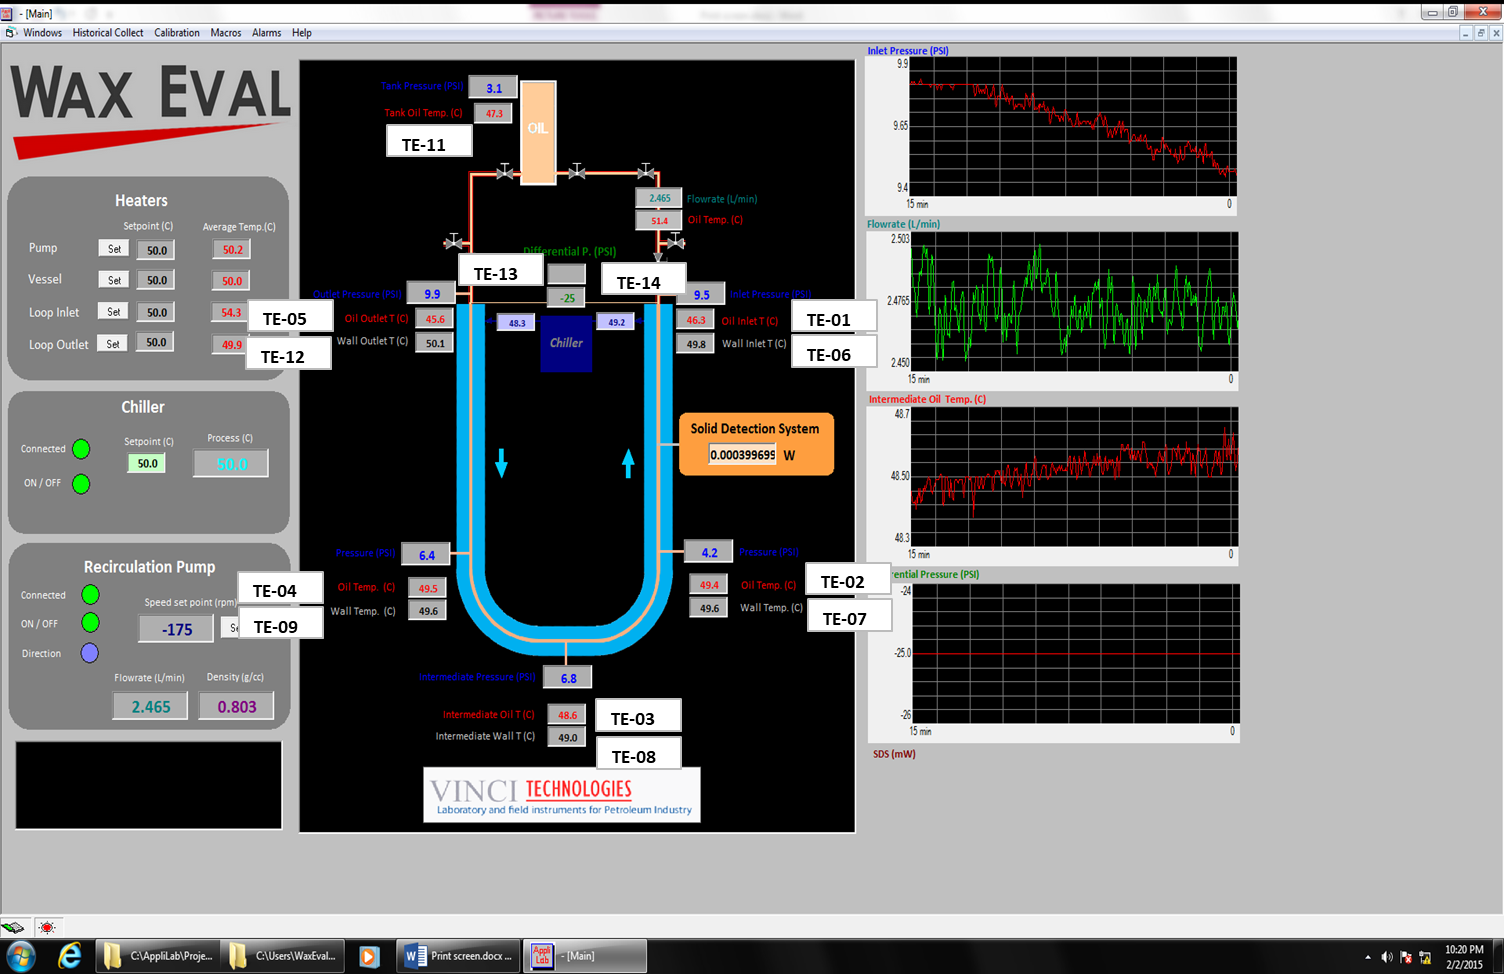 - [Main]
Windows Historical Collect Calibration Macros Alarms Help
WAX EVAL
Heaters
Setpoint (C) Average Temp.(C)
Pump Set 50.0 50.2
Vessel Set 50.0 50.0
Loop Inlet Set 50.0 54.3
Loop Outlet Set 50.0 49.9
TE-05
TE-12
Chiller
Connected
ON / OFF
Setpoint (C)
50.0
Process (C)
50.0
Recirculation Pump
Connected
ON / OFF
Direction
Speed set point (rpm)
-175
TE-04
TE-09
Flowrate (L/min) Density (g/cc)
2.465 0.803
Tank Pressure (PSI) 3.1
Tank Oil Temp. (C) 47.3
TE-11
OIL
2.465 Flowrate (L/min)
51.4 Oil Temp. (C)
Differential P. (PSI)
-25
TE-13
TE-14
Outlet Pressure (PSI) 9.9
Oil Outlet T (C) 45.6
Wall Outlet T (C) 50.1
48.3
49.2
Chiller
9.5 Inlet Pressure (PSI)
46.3 Oil Inlet T (C)
49.8 Wall Inlet T (C)
TE-01
TE-06
Solid Detection System
0.000399699 W
Pressure (PSI) 6.4
Oil Temp. (C) 49.5
Wall Temp. (C) 49.6
4.2 Pressure (PSI)
49.4 Oil Temp. (C)
49.6 Wall Temp. (C)
TE-02
TE-07
Intermediate Pressure (PSI) 6.8
Intermediate Oil T (C) 48.6
Intermediate Wall T (C) 49.0
TE-03
TE-08
VINCI TECHNOLOGIES
Laboratory and field instruments for Petroleum Industry
Inlet Pressure (PSI)
9.9
9.65
9.4
15 min 0
Flowrate (L/min)
2.503
2.4765
2.450
15 min 0
Intermediate Oil Temp. (C)
48.7
48.50
48.3
15 min 0
rential Pressure (PSI)
-24
-25.0
-26
15 min 0
SDS (mW)
C:\AppliLab\Proje...
C:\Users\WaxEval...
Print screen.docx ...
Appli Lab
- [Main]
10:20 PM
2/2/2015